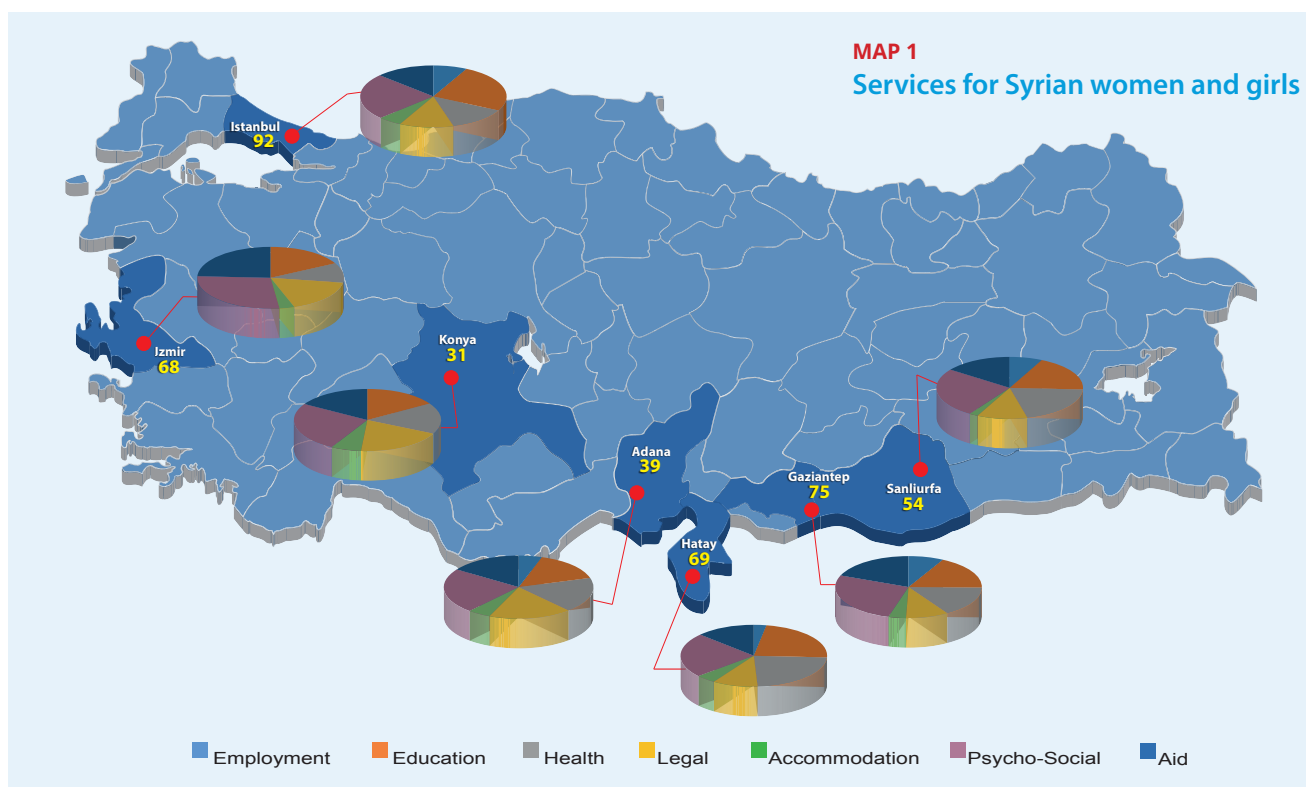 MAP 1
Services for Syrian women and girls
Istanbul
92
Izmir
68
Konya
31
Adana
39
Gaziantep
75
Sanliurfa
54
Hatay
69
Employment
Education
Health
Legal
Accommodation
Psycho-Social
Aid